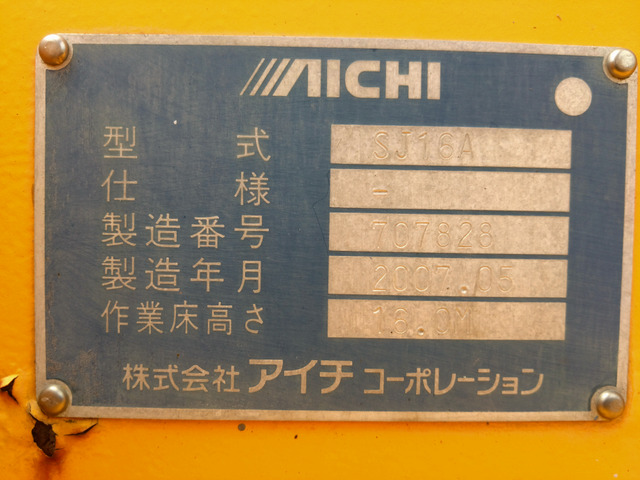 AICHI
型式 SJ16A
仕様 -
製造番号 707828
製造年月 2007.05
作業床高さ 16.0M
株式会社 アイチ コーポレーション